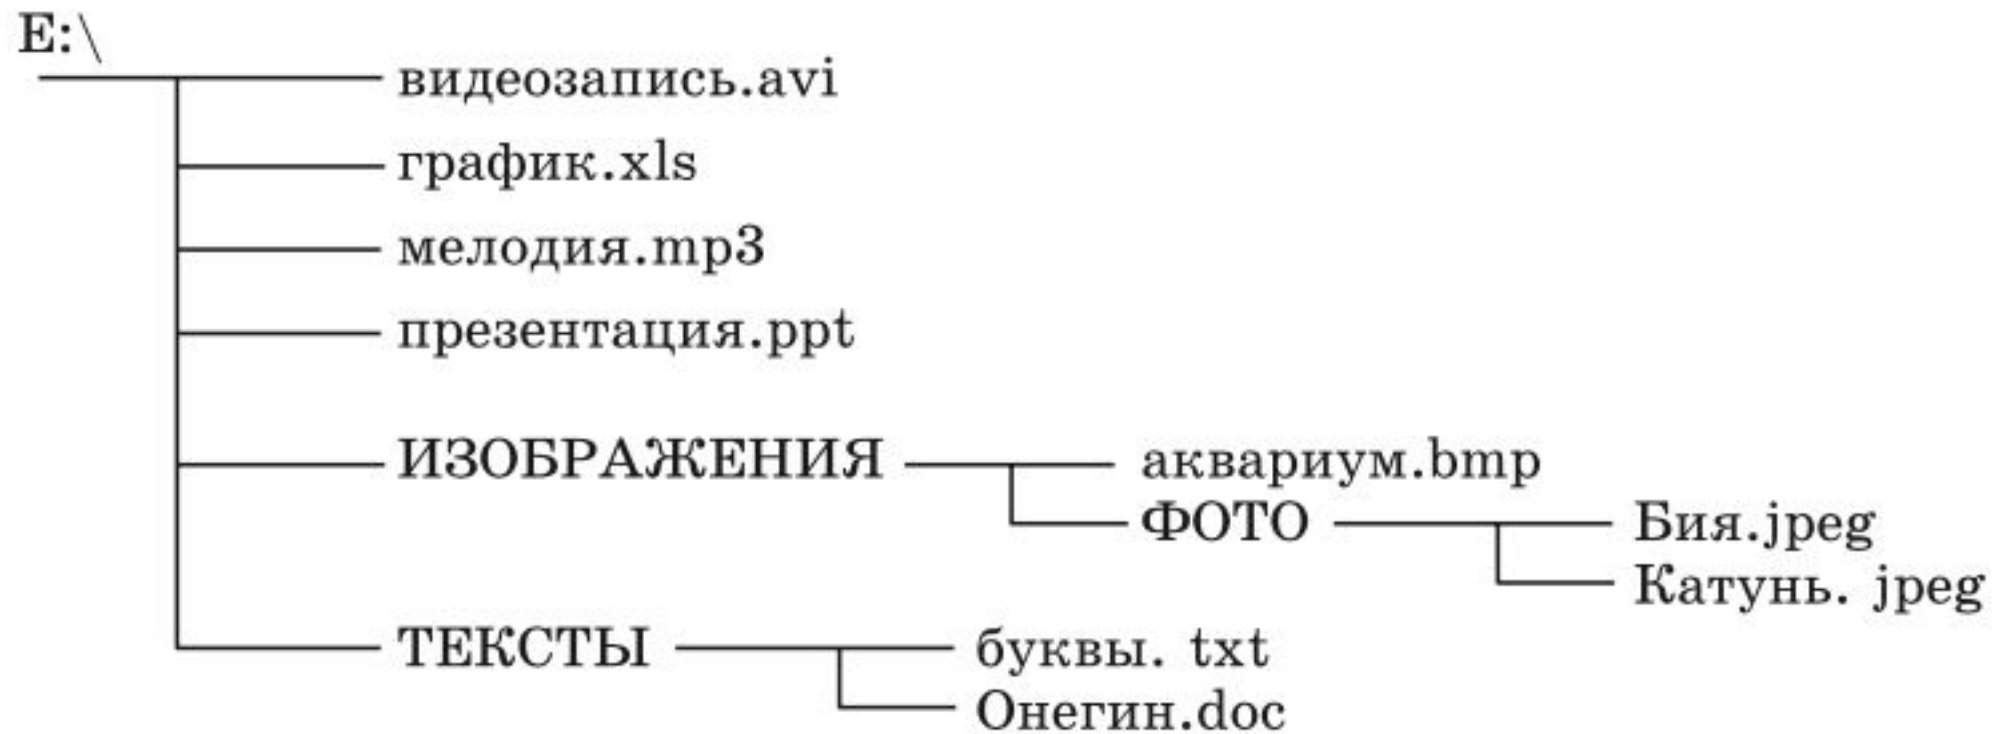 E:\
видеозапись.avi
график.xls
мелодия.mp3
презентация.ppt
ИЗОБРАЖЕНИЯ аквариум.bmp
ФОТО Бия.jpeg
Катунь. jpeg
ТЕКСТЫ буквы. txt
Онегин.doc